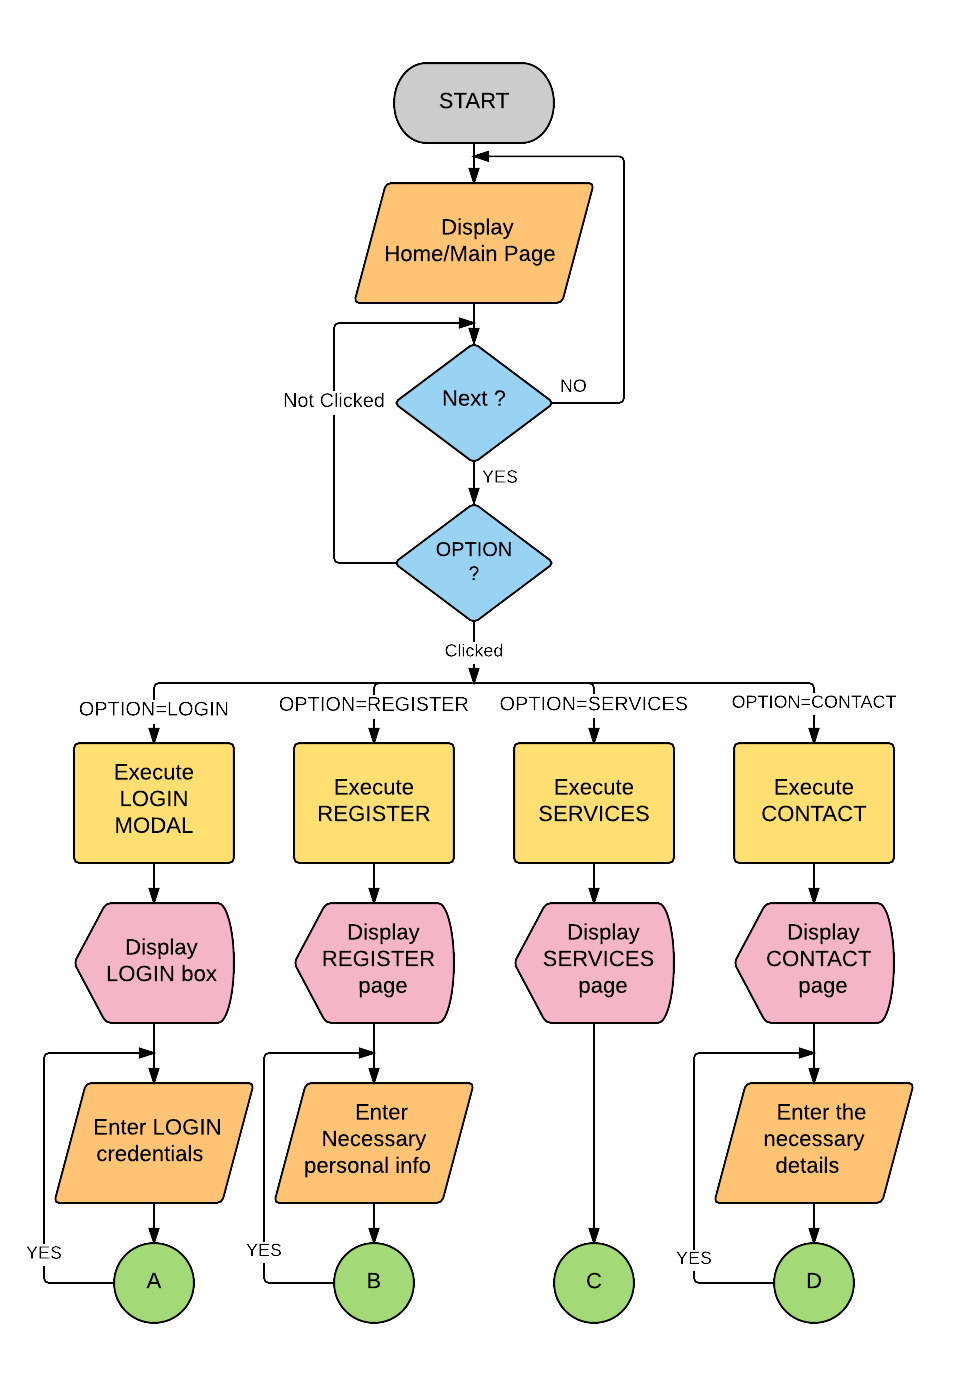 START
Display
Home/Main Page
Next ?
NO
Not Clicked
YES
OPTION
?
Clicked
OPTION=LOGIN
OPTION=REGISTER
OPTION=SERVICES
OPTION=CONTACT
Execute
LOGIN
MODAL
Execute
REGISTER
Execute
SERVICES
Execute
CONTACT
Display
LOGIN box
Display
REGISTER
page
Display
SERVICES
page
Display
CONTACT
page
Enter LOGIN
credentials
Enter
Necessary
personal info
Enter the
necessary
details
YES
A
YES
B
C
YES
D